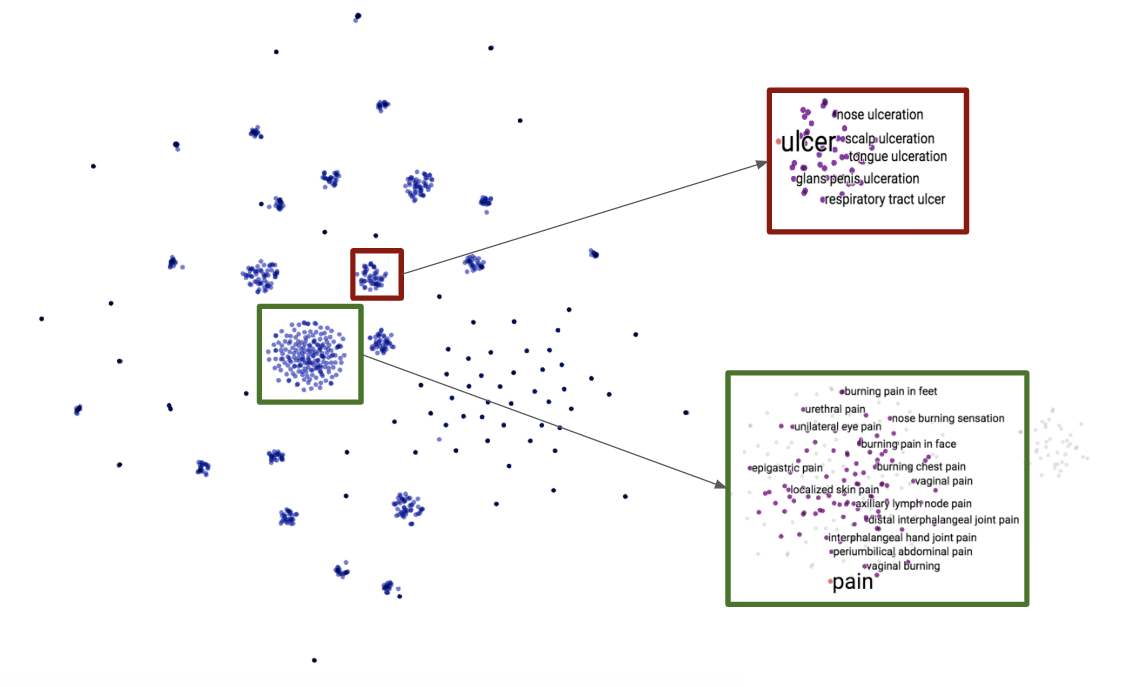 nose ulceration
ulcer
scalp ulceration
tongue ulceration
glans penis ulceration
respiratory tract ulcer
burning pain in feet
urethral pain
nose burning sensation
unilateral eye pain
burning pain in face
epigastric pain
burning chest pain
vaginal pain
localized skin pain
axillary lymph node pain
distal interphalangeal joint pain
interphalangeal hand joint pain
periumbilical abdominal pain
vaginal burning
pain